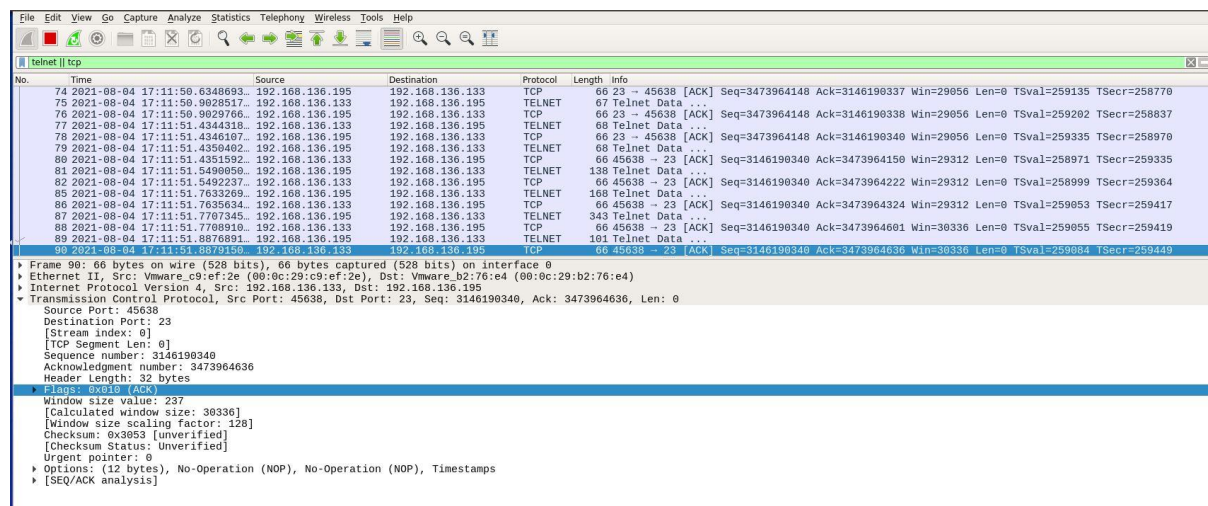 File Edit View Go Capture Analyze Statistics Telephony Wireless Tools Help
telnet || tcp
No. Time Source Destination Protocol Length Info
74 2021-08-04 17:11:50.6348693… 192.168.136.195 192.168.136.133 TCP 66 23 → 45638 [ACK] Seq=3473964148 Ack=3146190337 Win=29056 Len=0 TSval=259135 TSecr=258770
75 2021-08-04 17:11:50.9028517… 192.168.136.133 192.168.136.195 TELNET 67 Telnet Data ...
76 2021-08-04 17:11:50.9029766… 192.168.136.195 192.168.136.133 TCP 66 23 → 45638 [ACK] Seq=3473964148 Ack=3146190338 Win=29056 Len=0 TSval=259202 TSecr=258837
77 2021-08-04 17:11:51.4344318… 192.168.136.133 192.168.136.195 TELNET 68 Telnet Data ...
78 2021-08-04 17:11:51.4346107… 192.168.136.195 192.168.136.133 TCP 66 23 → 45638 [ACK] Seq=3473964148 Ack=3146190340 Win=29056 Len=0 TSval=259335 TSecr=258970
79 2021-08-04 17:11:51.4350402… 192.168.136.195 192.168.136.133 TELNET 68 Telnet Data ...
80 2021-08-04 17:11:51.4351592… 192.168.136.133 192.168.136.195 TCP 66 45638 → 23 [ACK] Seq=3146190340 Ack=3473964150 Win=29312 Len=0 TSval=258971 TSecr=259335
81 2021-08-04 17:11:51.5490050… 192.168.136.195 192.168.136.133 TELNET 138 Telnet Data ...
82 2021-08-04 17:11:51.5492237… 192.168.136.133 192.168.136.195 TCP 66 45638 → 23 [ACK] Seq=3146190340 Ack=3473964222 Win=29312 Len=0 TSval=258999 TSecr=259364
85 2021-08-04 17:11:51.7633269… 192.168.136.195 192.168.136.133 TELNET 168 Telnet Data ...
86 2021-08-04 17:11:51.7635634… 192.168.136.133 192.168.136.195 TCP 66 45638 → 23 [ACK] Seq=3146190340 Ack=3473964324 Win=29312 Len=0 TSval=259053 TSecr=259417
87 2021-08-04 17:11:51.7707345… 192.168.136.195 192.168.136.133 TELNET 343 Telnet Data ...
88 2021-08-04 17:11:51.7708910… 192.168.136.133 192.168.136.195 TCP 66 45638 → 23 [ACK] Seq=3146190340 Ack=3473964601 Win=30336 Len=0 TSval=259055 TSecr=259419
89 2021-08-04 17:11:51.8876891… 192.168.136.195 192.168.136.133 TELNET 101 Telnet Data ...
90 2021-08-04 17:11:51.8879150… 192.168.136.133 192.168.136.195 TCP 66 45638 → 23 [ACK] Seq=3146190340 Ack=3473964636 Win=30336 Len=0 TSval=259084 TSecr=259449
Frame 90: 66 bytes on wire (528 bits), 66 bytes captured (528 bits) on interface 0
Ethernet II, Src: Vmware_c9:ef:2e (00:0c:29:c9:ef:2e), Dst: Vmware_b2:76:e4 (00:0c:29:b2:76:e4)
Internet Protocol Version 4, Src: 192.168.136.133, Dst: 192.168.136.195
Transmission Control Protocol, Src Port: 45638, Dst Port: 23, Seq: 3146190340, Ack: 3473964636, Len: 0
Source Port: 45638
Destination Port: 23
[Stream index: 0]
[TCP Segment Len: 0]
Sequence number: 3146190340
Acknowledgment number: 3473964636
Header Length: 32 bytes
Flags: 0x010 (ACK)
Window size value: 237
[Calculated window size: 30336]
[Window size scaling factor: 128]
Checksum: 0x3053 [unverified]
[Checksum Status: Unverified]
Urgent pointer: 0
Options: (12 bytes), No-Operation (NOP), No-Operation (NOP), Timestamps
[SEQ/ACK analysis]